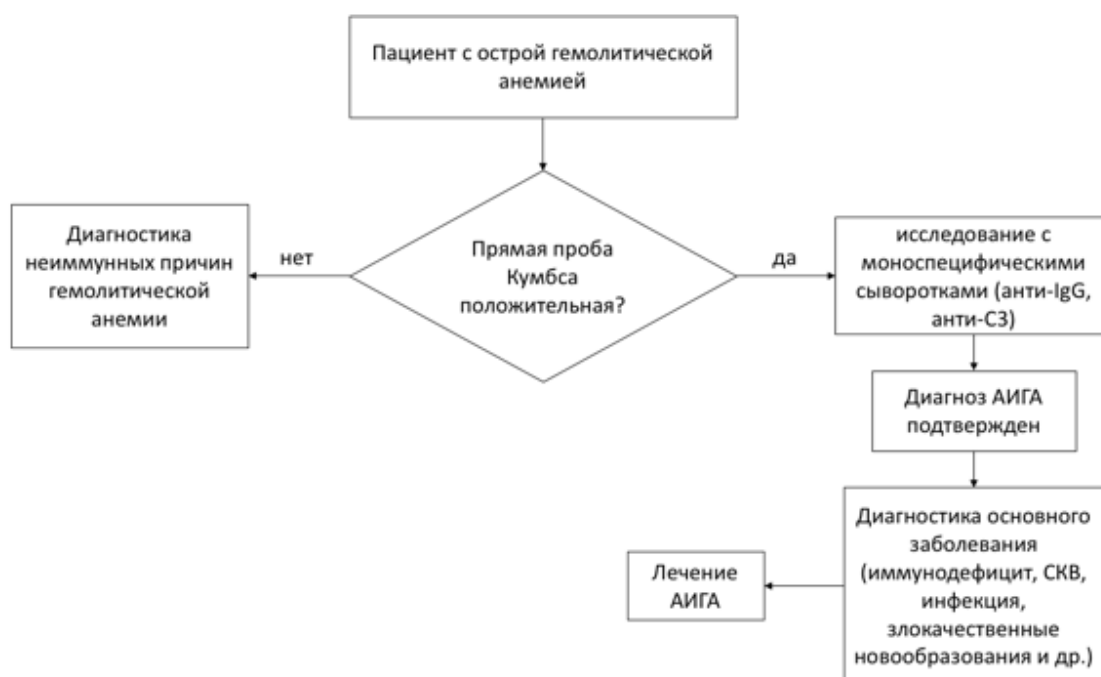 Пациент с острой гемолитической
анемией
Диагностика
неиммунных причин
гемолитической
анемии
нет
Прямая проба
Кумбса
положительная?
да
исследование с
моноспецифическими
сыворотками (анти-IgG,
анти-С3)
Диагноз АИГА
подтвержден
Диагностика основного
заболевания
(иммунодефицит, СКВ,
инфекция,
злокачественные
новообразования и др.)
Лечение
АИГА